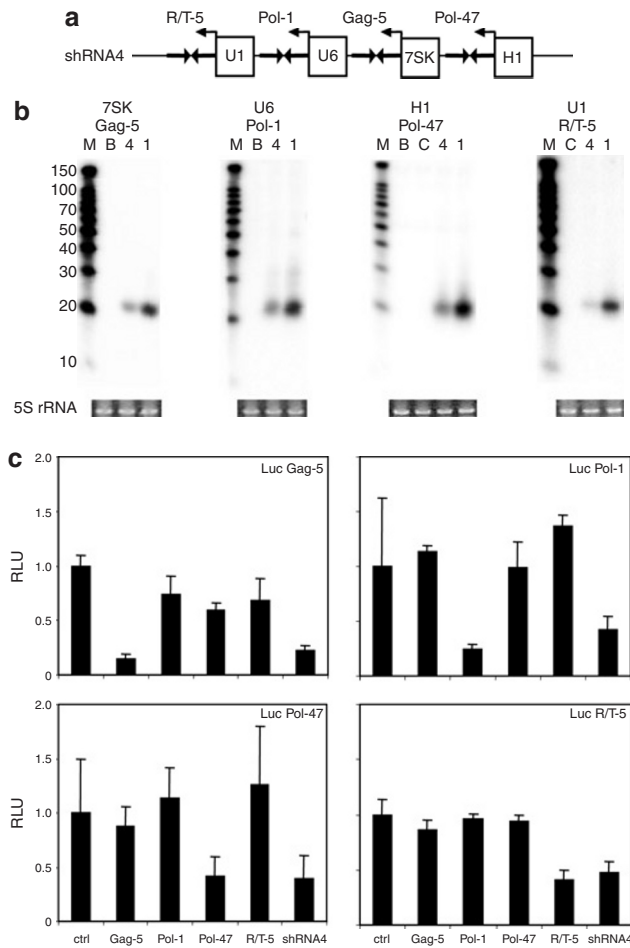 a
R/T-5 Pol-1 Gag-5 Pol-47
shRNA4 U1 U6 7SK H1
b
7SK U6 H1 U1
Gag-5 Pol-1 Pol-47 R/T-5
M B 4 1 M B 4 1 M B C 4 1 M C 4 1
150
100
70
50
40
30
20
10
5S rRNA
c
2.0 Luc Gag-5 Luc Pol-1
1.5
RLU
1.0
0.5
0
2.0 Luc Pol-47 Luc R/T-5
1.5
RLU
1.0
0.5
0
ctrl Gag-5 Pol-1 Pol-47 R/T-5 shRNA4 ctrl Gag-5 Pol-1 Pol-47 R/T-5 shRNA4